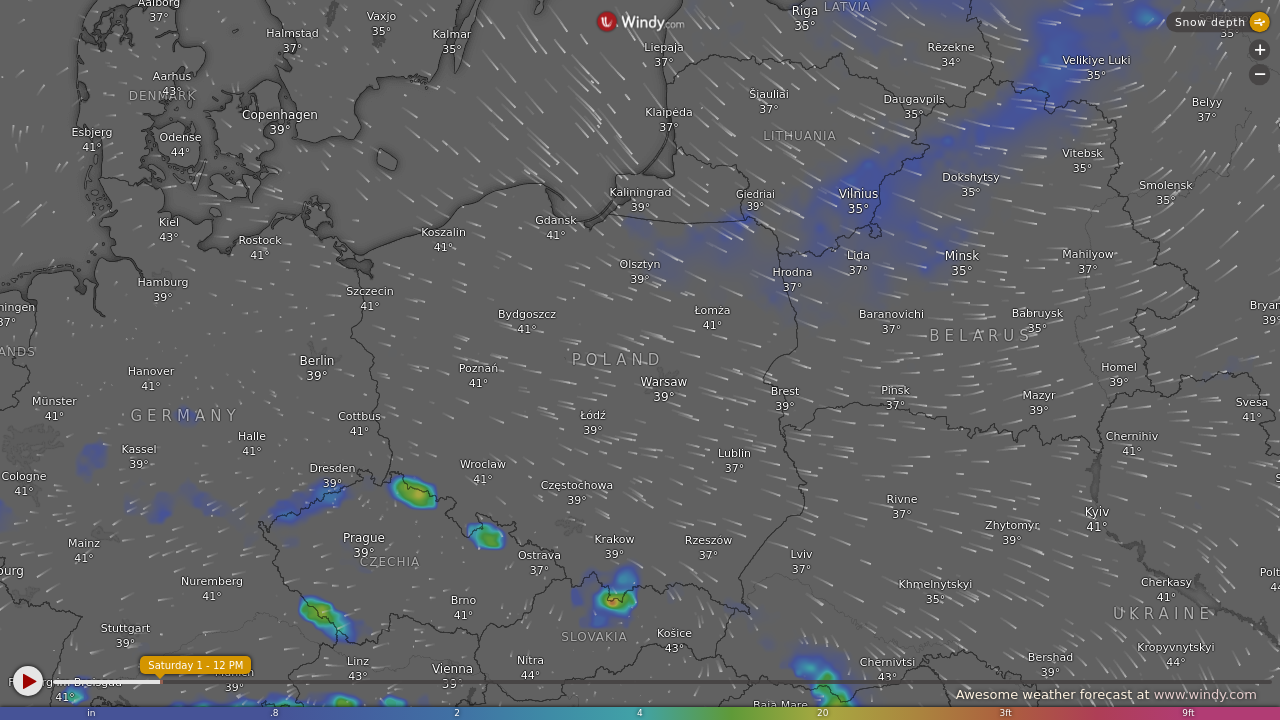 Aalborg
37°
Vaxjo
35°
Riga
35°
LATVIA
Windy.com
Snow depth
35°
Halmstad
37°
Kalmar
35°
Liepaja
37°
Rēzekne
34°
Velikiye Luki
35°
Aarhus
43°
DENMARK
Copenhagen
39°
Klaipėda
37°
Šiauliai
37°
Daugavpils
35°
Belyy
37°
Esbjerg
41°
Odense
44°
LITHUANIA
Vitebsk
35°
Kaliningrad
39°
Giedriai
39°
Vilnius
35°
Dokshytsy
35°
Smolensk
35°
Kiel
43°
Rostock
41°
Koszalin
41°
Gdansk
41°
Olsztyn
39°
Hrodna
37°
Lida
37°
Minsk
35°
Mahilyow
37°
Hamburg
39°
Szczecin
41°
Bydgoszcz
41°
Łomża
41°
Baranovichi
37°
Babruysk
35°
BELARUS
39°
37°
ANDS
Hanover
41°
Berlin
39°
Poznań
41°
POLAND
Warsaw
39°
Brest
39°
Pinsk
37°
Homel
39°
Mazyr
39°
Svesa
41°
Münster
41°
GERMANY
Cottbus
41°
Łódź
39°
Kassel
39°
Halle
41°
Dresden
39°
Wroclaw
41°
Częstochowa
39°
Lublin
37°
Chernihiv
41°
Cologne
41°
Rivne
37°
Kyiv
41°
Mainz
41°
Prague
39°
CZECHIA
Ostrava
37°
Krakow
39°
Rzeszow
37°
Lviv
37°
Zhytomyr
39°
Nuremberg
41°
Brno
41°
Khmelnytskyi
35°
Cherkasy
41°
UKRAINE
Stuttgart
39°
SLOVAKIA
Košice
43°
Linz
43°
Vienna
39°
Nitra
44°
Chernivtsi
43°
Bershad
39°
Kropyvnytskyi
44°
Saturday 1 - 12 PM
39°
41°
Baia Mare
Awesome weather forecast at www.windy.com
in .8 2 4 20 3ft 9ft